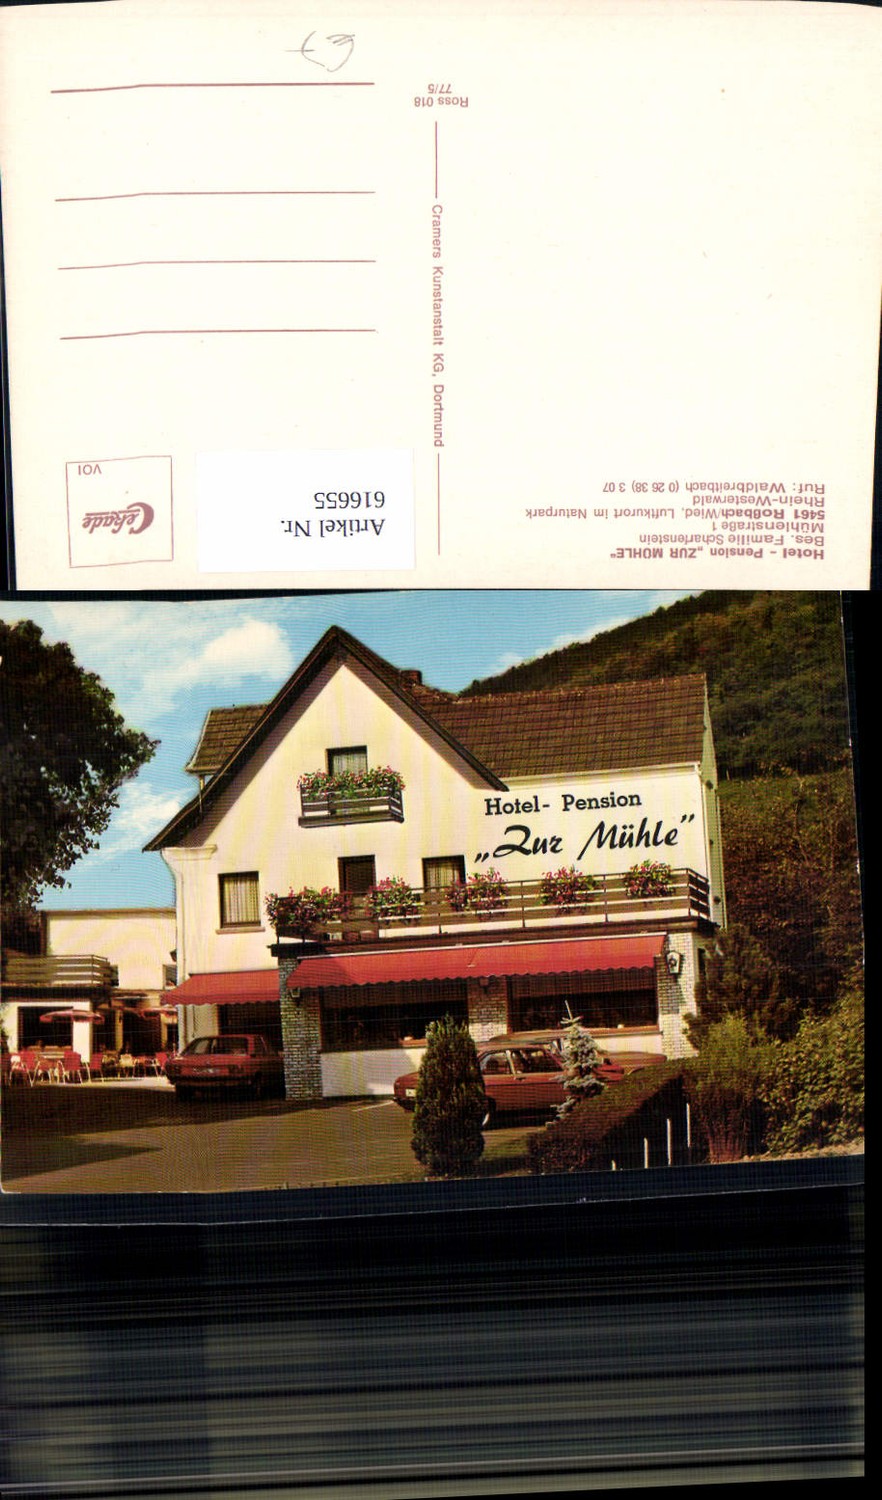 Hotel - Pension „ZUR MÜHLE“
Bes. Familie Scharfenstein
Mühlenstraße 1
5461 Roßbach/Wied, Luftkurort im Naturpark
Rhein-Westerwald
Ruf: Waldbreitbach (0 26 38) 3 07
Artikel Nr.
616655
Cekade
VOI
Cramers Kunstanstalt KG, Dortmund
Ross 018
77/5
€3
Hotel- Pension
„Zur Mühle”